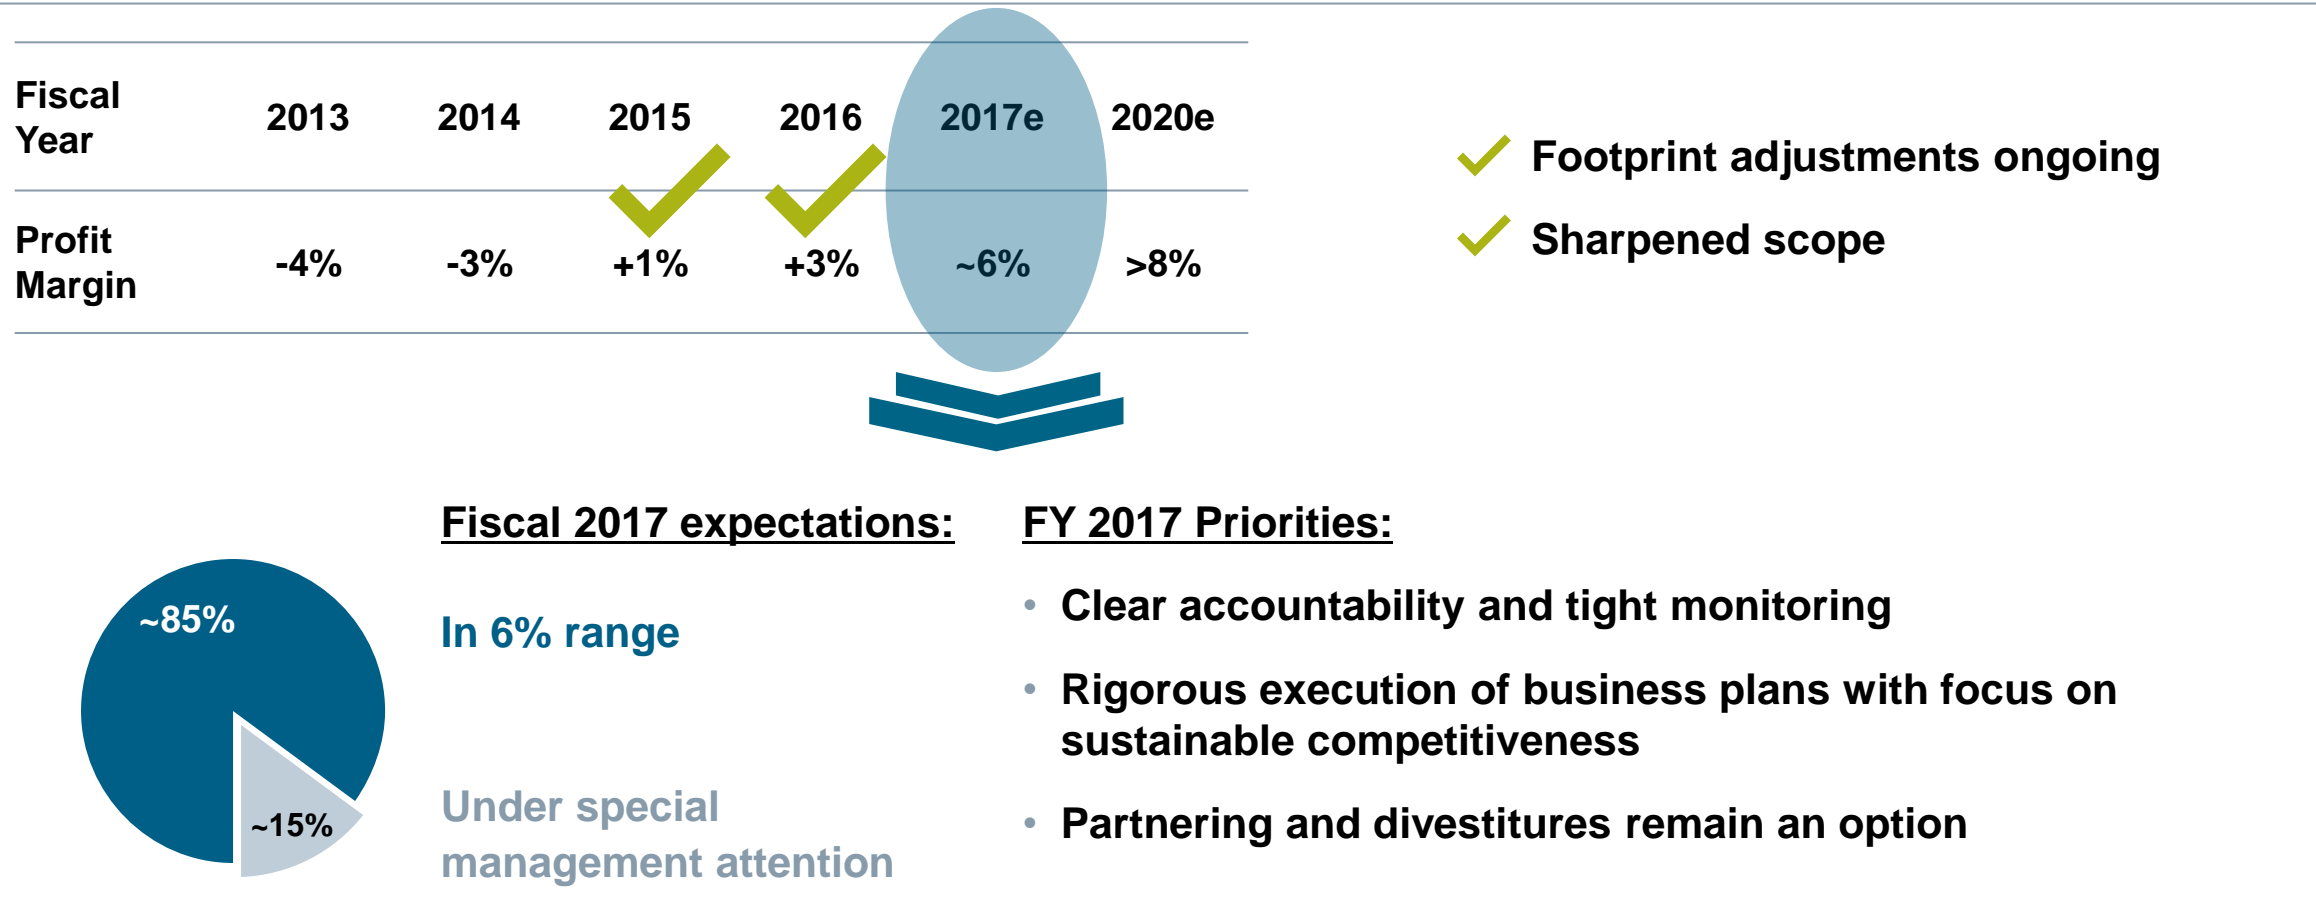 Fiscal
Year
2013 2014 2015 2016 2017e 2020e
Profit
Margin
-4% -3% +1% +3% ~6% >8%
Footprint adjustments ongoing
Sharpened scope
Fiscal 2017 expectations:
~85%
In 6% range
~15%
Under special
management attention
FY 2017 Priorities:
• Clear accountability and tight monitoring
• Rigorous execution of business plans with focus on
sustainable competitiveness
• Partnering and divestitures remain an option